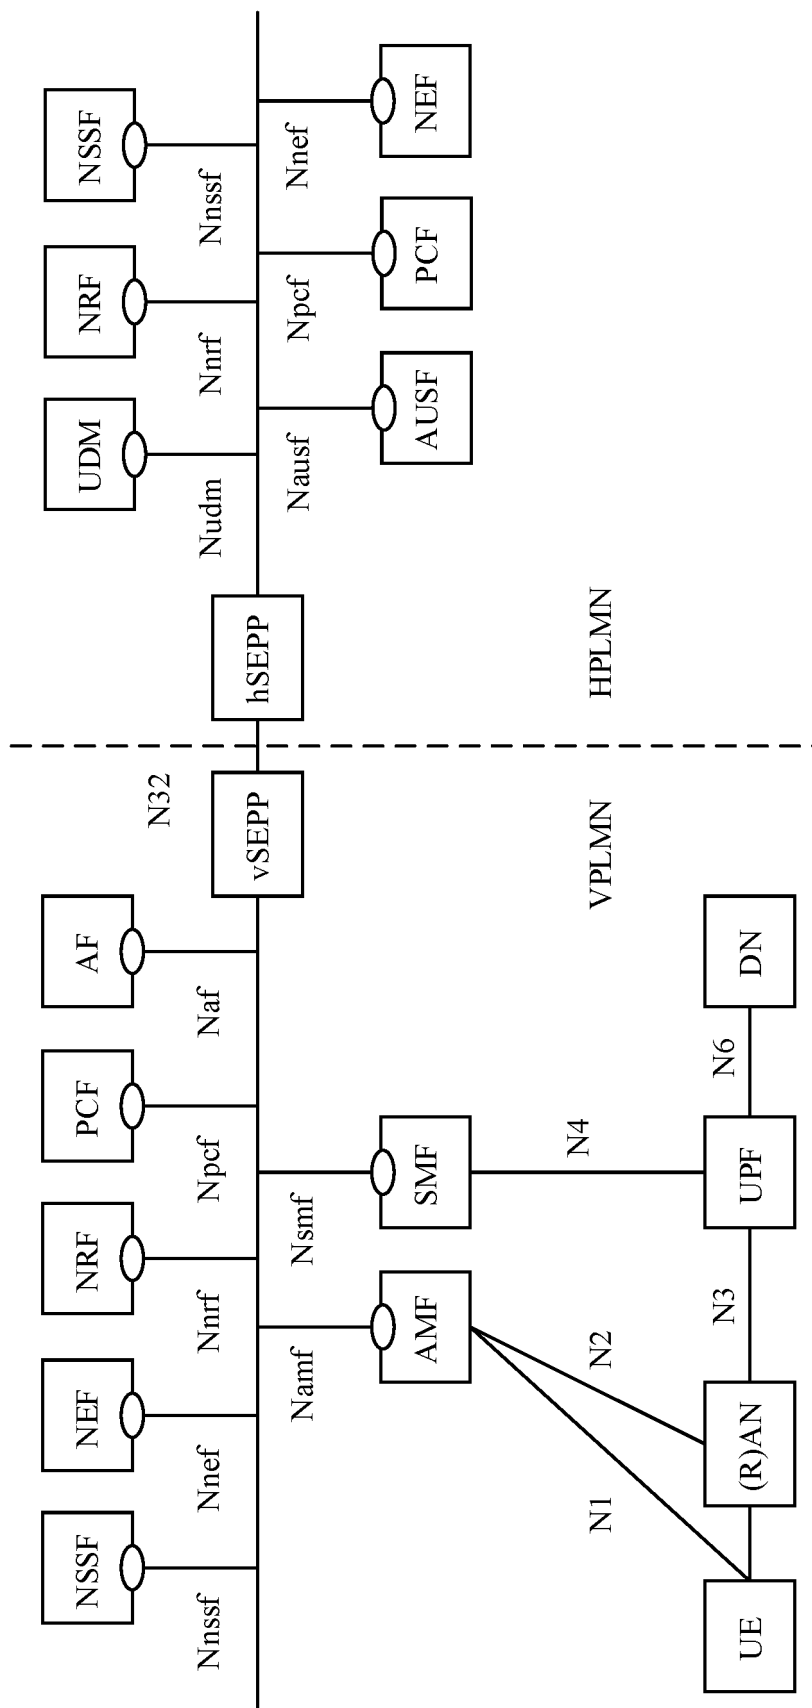 NSSF
NEF
NRF
PCF
AF
UDM
NRF
NSSF
Nnssf
Nnef
Nnrf
Npcf
Naf
N32
Nudm
Nnrf
Nnssf
vSEPP
hSEPP
Namf
Nsmf
Nausf
Npcf
Nnef
AMF
SMF
AUSF
PCF
NEF
N1
N2
N4
VPLMN
HPLMN
N3
N6
UE
(R)AN
UPF
DN